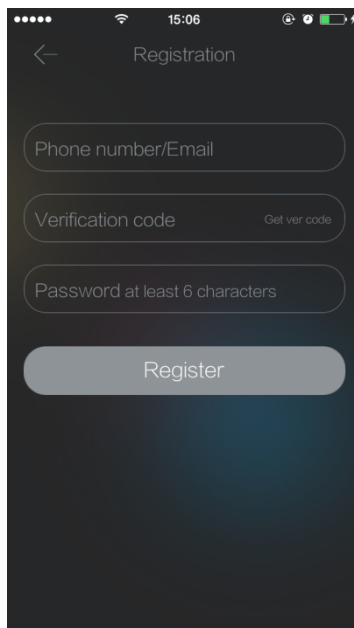 15:06
Registration
Phone number/Email
Verification code Get ver code
Password at least 6 characters
Register